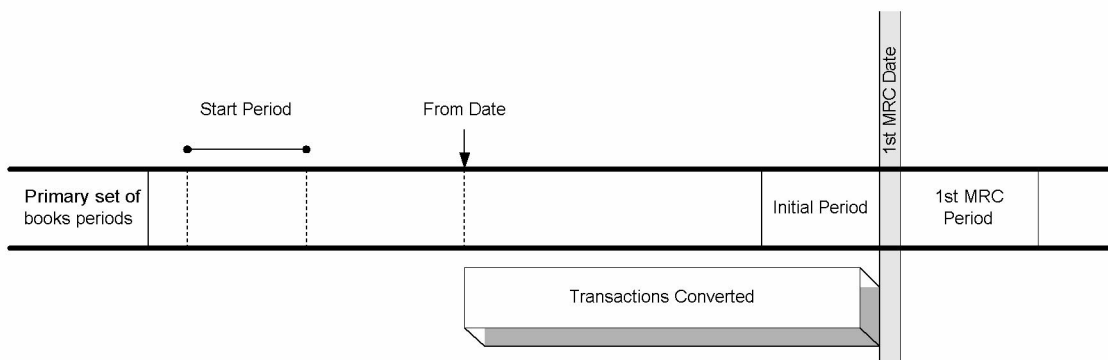 Start Period
From Date
1st MRC Date
Primary set of
books periods
Initial Period
1st MRC
Period
Transactions Converted